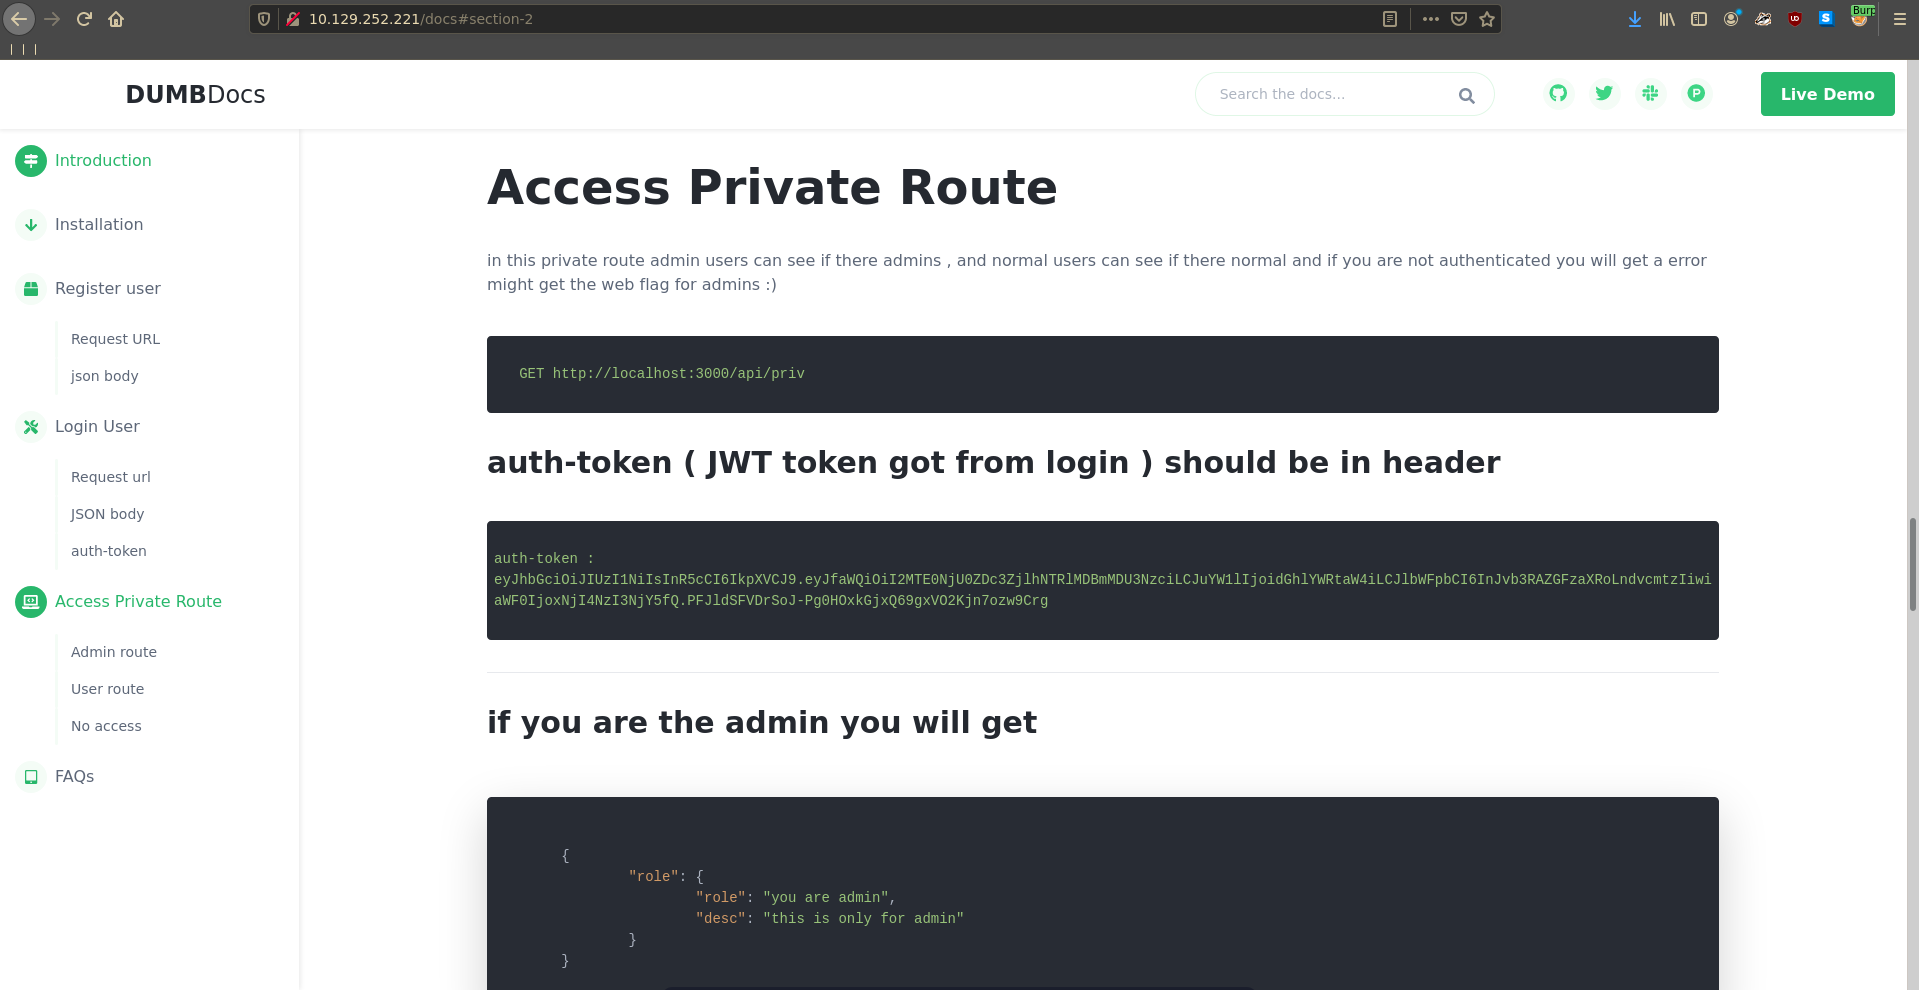 10.129.252.221/docs#section-2
Burp
DUMBDocs
Search the docs...
Live Demo
Introduction
Installation
Register user
Request URL
json body
Login User
Request url
JSON body
auth-token
Access Private Route
Admin route
User route
No access
FAQs
Access Private Route
in this private route admin users can see if there admins , and normal users can see if there normal and if you are not authenticated you will get a error
might get the web flag for admins :)
GET http://localhost:3000/api/priv
auth-token ( JWT token got from login ) should be in header
auth-token :
eyJhbGciOiJIUzI1NiIsInR5cCI6IkpXVCJ9.eyJfaWQiOiI2MTE0NjU0ZDc3ZjlhNTRlMDBmMDU3NzciLCJuYW1lIjoidGhlYWRtaW4iLCJlbWFpbCI6InJvb3RAZGFzaXRoLndvcmtzIiwi
aWF0IjoxNjI4NzI3NjY5fQ.PFJldSFVDrSoJ-Pg0HOxkGjxQ69gxVO2Kjn7ozw9Crg
if you are the admin you will get
{
"role": {
"role": "you are admin",
"desc": "this is only for admin"
}
}